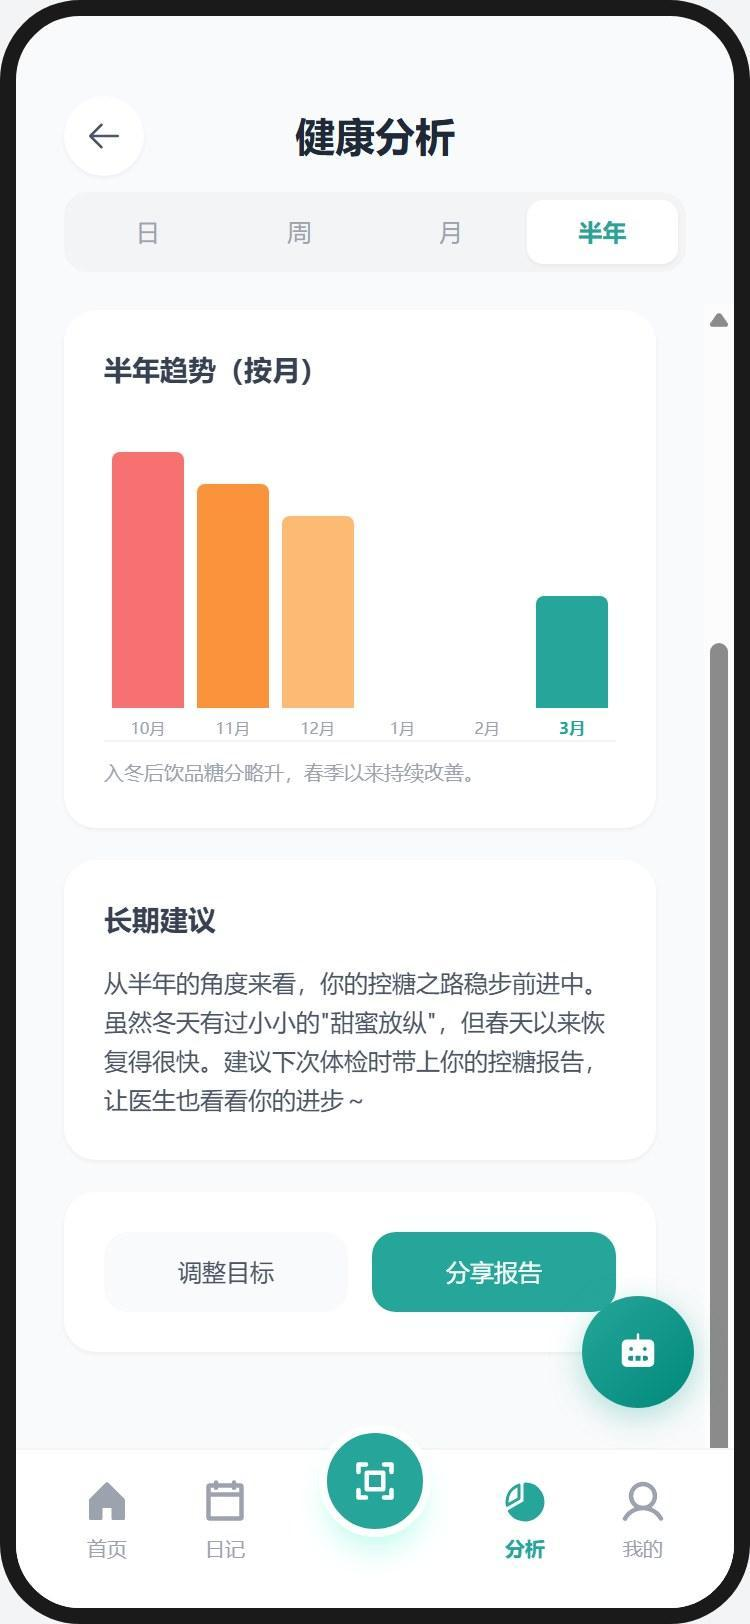 健康分析
日
周
月
半年
半年趋势（按月）
10月
11月
12月
1月
2月
3月
入冬后饮品糖分略升，春季以来持续改善。
长期建议
从半年的角度来看，你的控糖之路稳步前进中。
虽然冬天有过小小的"甜蜜放纵"，但春天以来恢
复得很快。建议下次体检时带上你的控糖报告，
让医生也看看你的进步～
调整目标
分享报告
首页
日记
分析
我的